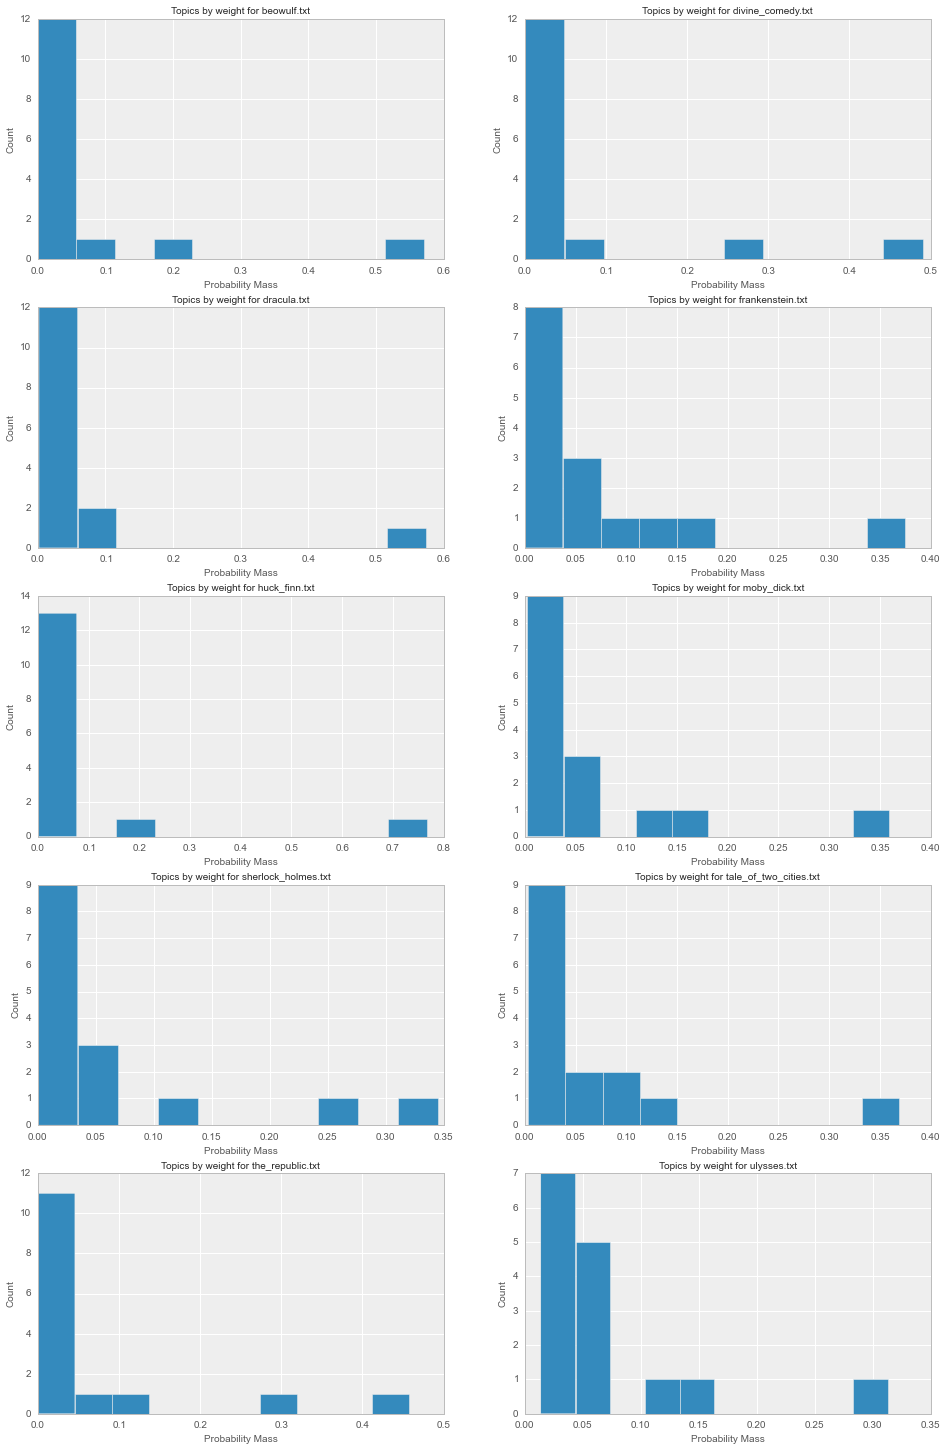 Topics by weight for beowulf.txt
12
10
8
6
4
2
0
Count
0.0 0.1 0.2 0.3 0.4 0.5 0.6
Probability Mass
Topics by weight for divine_comedy.txt
12
10
8
6
4
2
0
Count
0.0 0.1 0.2 0.3 0.4 0.5
Probability Mass
Topics by weight for dracula.txt
12
10
8
6
4
2
0
Count
0.0 0.1 0.2 0.3 0.4 0.5 0.6
Probability Mass
Topics by weight for frankenstein.txt
8
7
6
5
4
3
2
1
0
Count
0.00 0.05 0.10 0.15 0.20 0.25 0.30 0.35 0.40
Probability Mass
Topics by weight for huck_finn.txt
14
12
10
8
6
4
2
0
Count
0.0 0.1 0.2 0.3 0.4 0.5 0.6 0.7 0.8
Probability Mass
Topics by weight for moby_dick.txt
9
8
7
6
5
4
3
2
1
0
Count
0.00 0.05 0.10 0.15 0.20 0.25 0.30 0.35 0.40
Probability Mass
Topics by weight for sherlock_holmes.txt
9
8
7
6
5
4
3
2
1
0
Count
0.00 0.05 0.10 0.15 0.20 0.25 0.30 0.35
Probability Mass
Topics by weight for tale_of_two_cities.txt
9
8
7
6
5
4
3
2
1
0
Count
0.00 0.05 0.10 0.15 0.20 0.25 0.30 0.35 0.40
Probability Mass
Topics by weight for the_republic.txt
12
10
8
6
4
2
0
Count
0.0 0.1 0.2 0.3 0.4 0.5
Probability Mass
Topics by weight for ulysses.txt
7
6
5
4
3
2
1
0
Count
0.00 0.05 0.10 0.15 0.20 0.25 0.30 0.35
Probability Mass